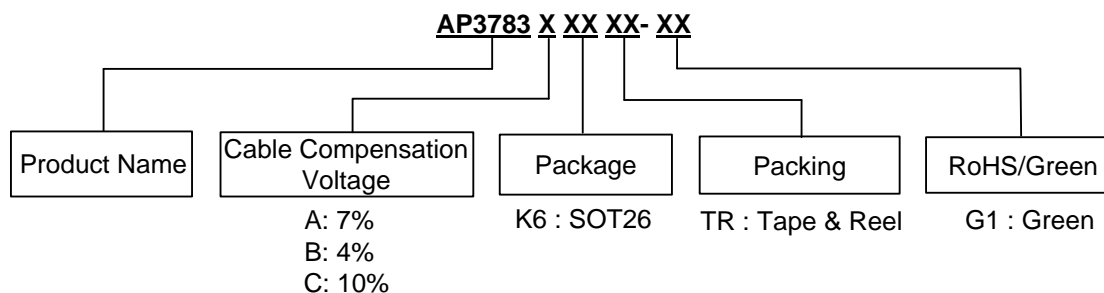 AP3783 X XX XX- XX
Product Name
Cable Compensation
Voltage
A: 7%
B: 4%
C: 10%
Package
K6 : SOT26
Packing
TR : Tape & Reel
RoHS/Green
G1 : Green